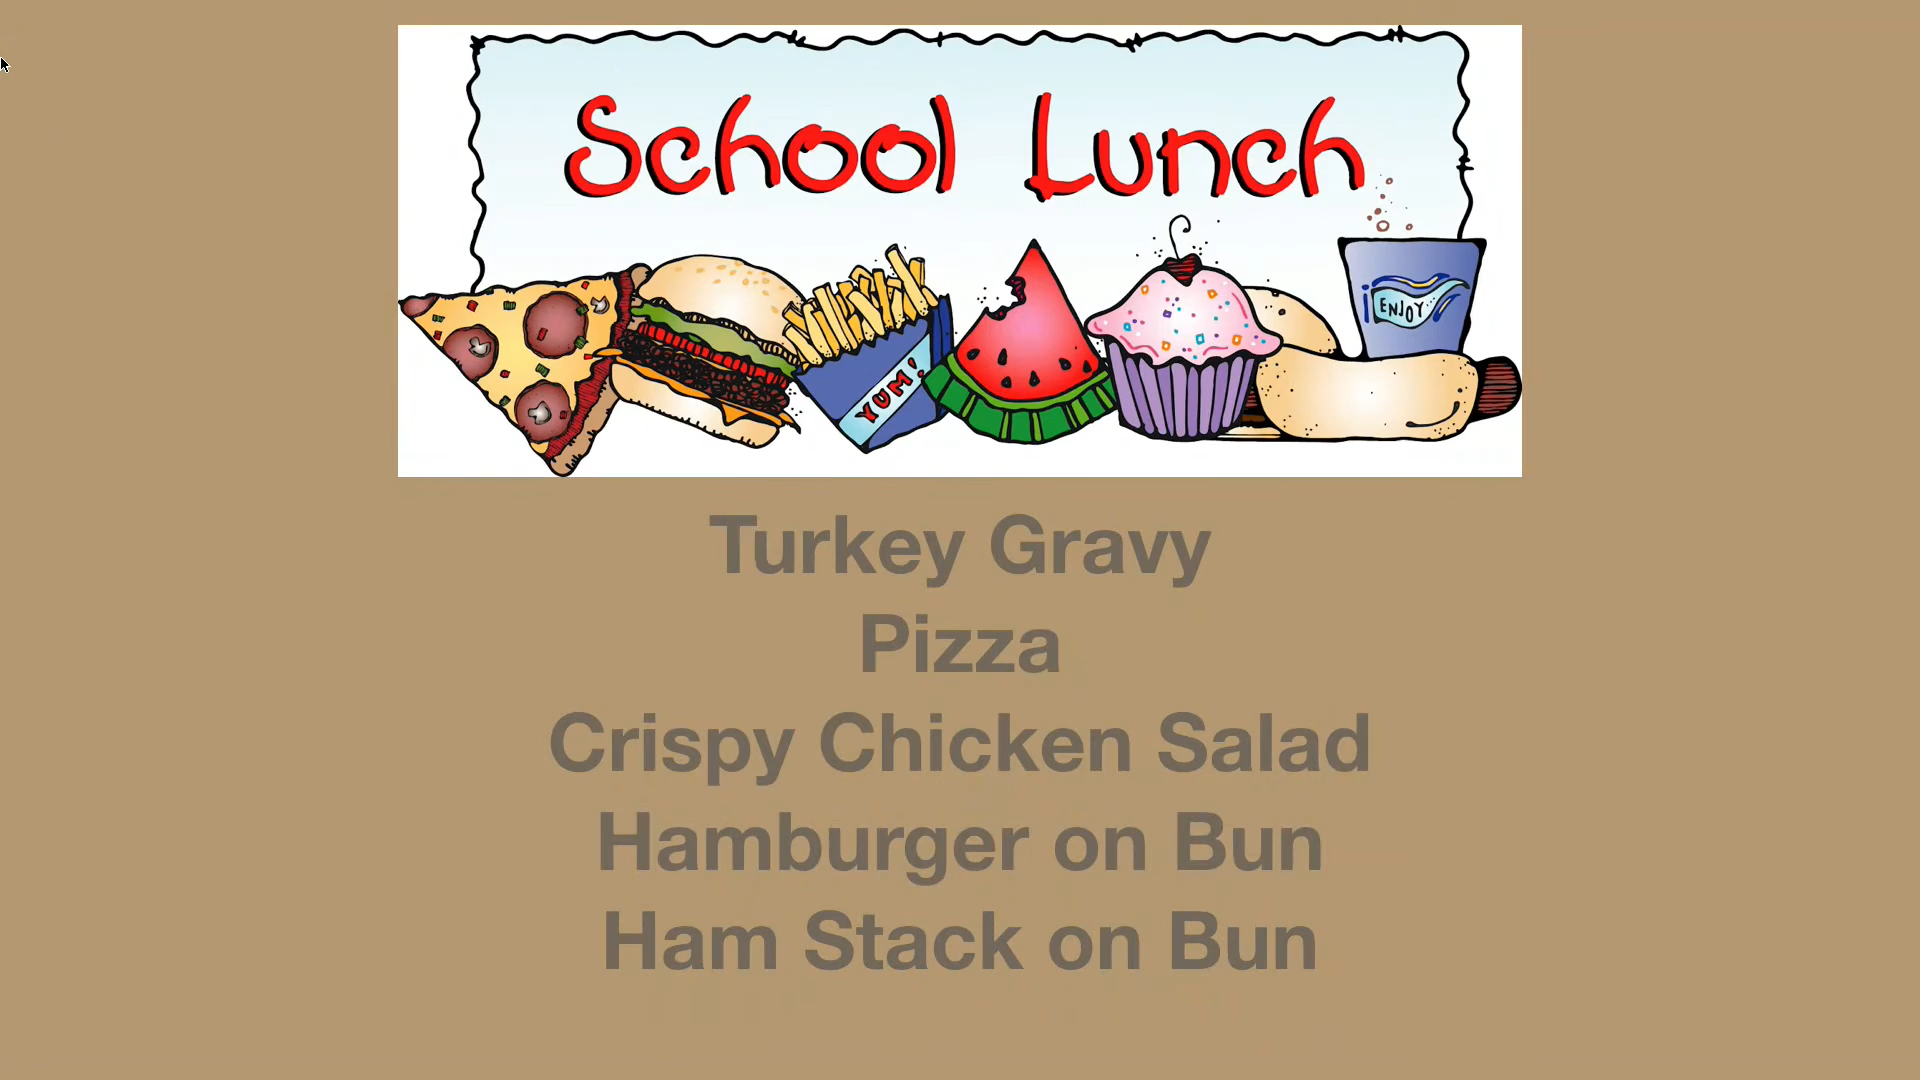 School Lunch
YUM!
ENJOY
Turkey Gravy
Pizza
Crispy Chicken Salad
Hamburger on Bun
Ham Stack on Bun